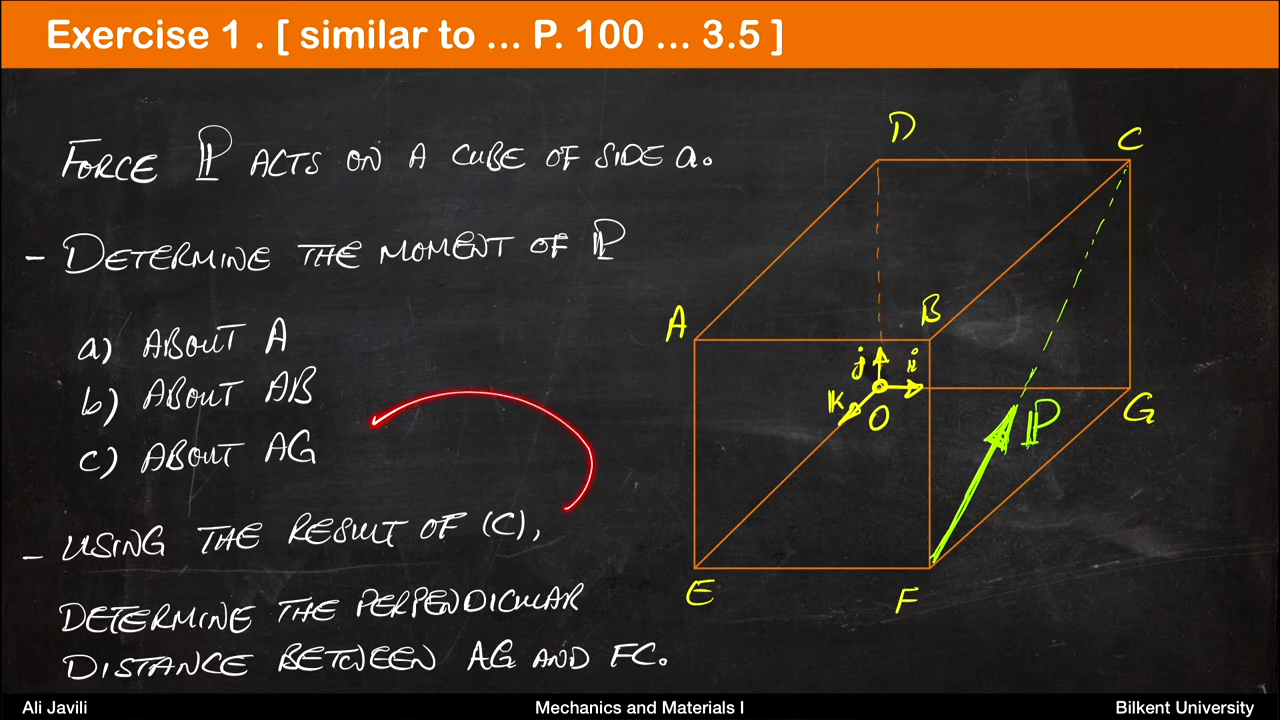 Exercise 1 . [ similar to ... P. 100 ... 3.5 ]
FORCE P ACTS ON A CUBE OF SIDE a.
- DETERMINE THE MOMENT OF P
a) ABOUT A
b) ABOUT AB
c) ABOUT AG
- USING THE RESULT OF (C),
DETERMINE THE PERPENDICULAR
DISTANCE BETWEEN AG AND FC.
D
C
A
B
j
i
k
O
G
P
E
F
Ali Javili
Mechanics and Materials I
Bilkent University